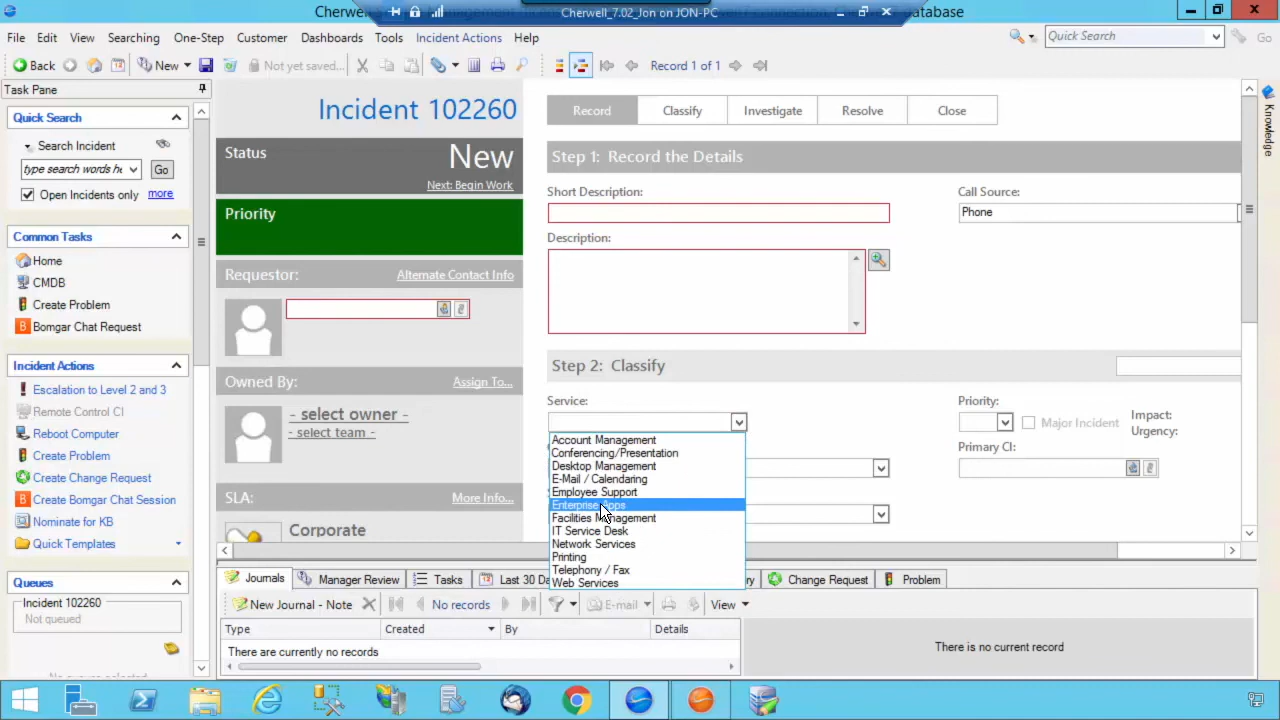 Cherwell
Cherwell_7.02_Jon on JON-PC
database
File Edit View Searching One-Step Customer Dashboards Tools Incident Actions Help
Quick Search
Go
Back
New
Not yet saved...
Record 1 of 1
Task Pane
Quick Search
Search Incident
type search words he
Go
Open Incidents only more
Common Tasks
Home
CMDB
Create Problem
Bomgar Chat Request
Incident Actions
Escalation to Level 2 and 3
Remote Control CI
Reboot Computer
Create Problem
Create Change Request
Create Bomgar Chat Session
Nominate for KB
Quick Templates
Queues
Incident 102260
Not queued
Incident 102260
Status
New
Next: Begin Work
Priority
Requestor: Alternate Contact Info
Owned By: Assign To...
- select owner -
- select team -
SLA: More Info...
Corporate
Record Classify Investigate Resolve Close
Step 1: Record the Details
Short Description:
Call Source:
Phone
Description:
Step 2: Classify
Service:
Priority:
Major Incident
Impact:
Urgency:
Primary CI:
Account Management
Conferencing/Presentation
Desktop Management
E-Mail / Calendaring
Employee Support
Enterprise Apps
Facilities Management
IT Service Desk
Network Services
Printing
Telephony / Fax
Web Services
Knowledge
Journals Manager Review Tasks Last 30 Da Change Request Problem
New Journal - Note
No records
E-mail
View
Type Created By Details
There are currently no records
There is no current record